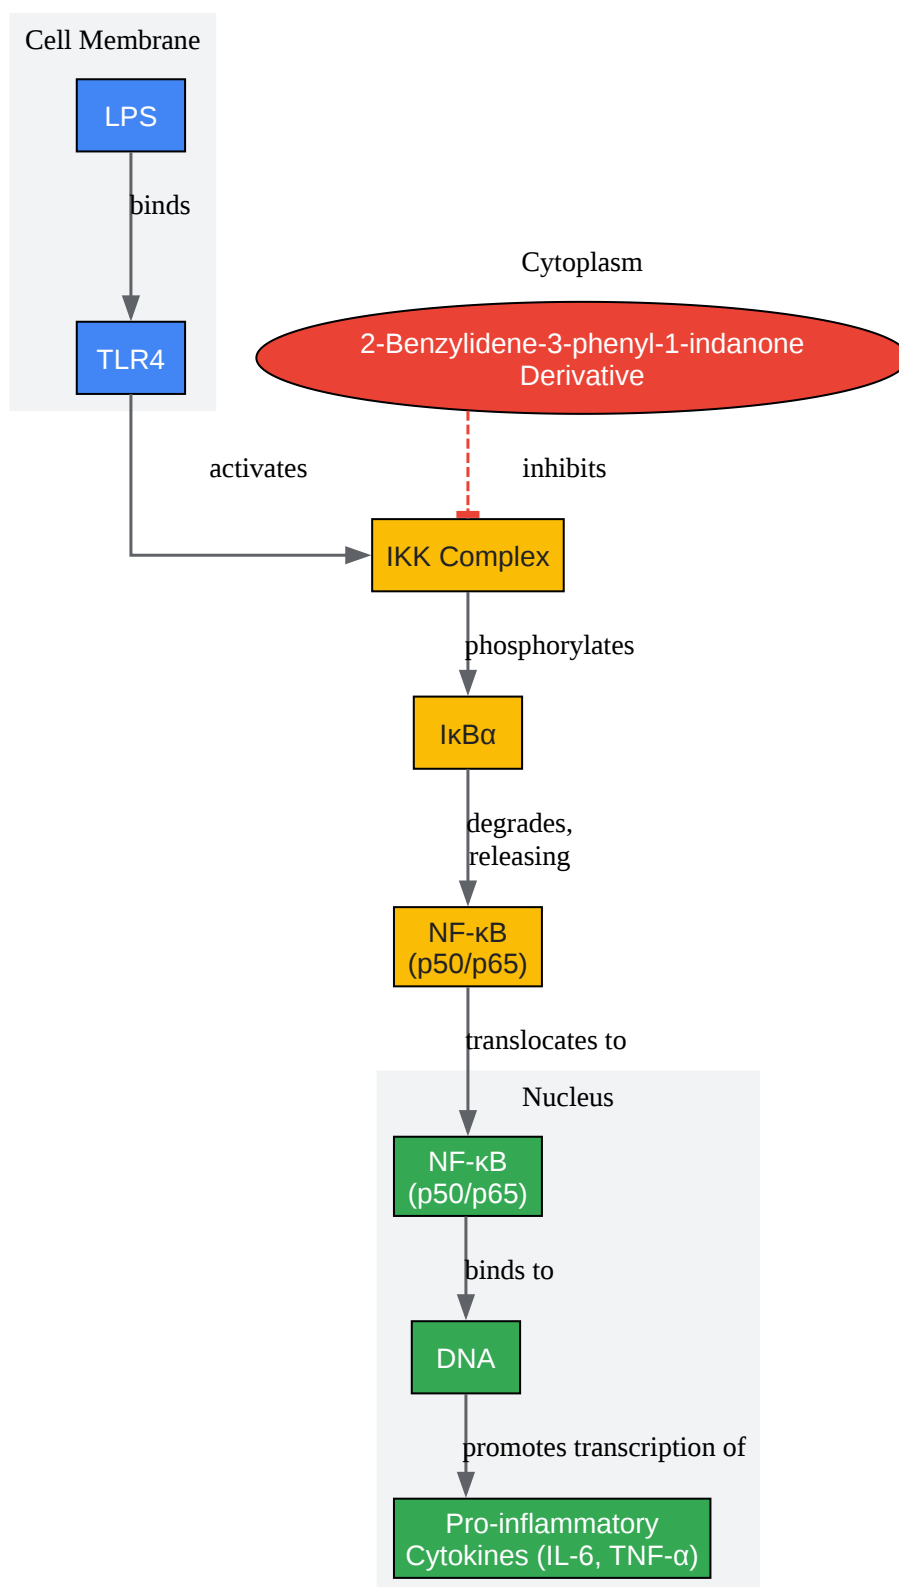 Cell Membrane
LPS
binds
TLR4
Cytoplasm
2-Benzylidene-3-phenyl-1-indanone
Derivative
activates
inhibits
IKK Complex
phosphorylates
IκBα
degrades,
releasing
NF-κB
(p50/p65)
translocates to
Nucleus
NF-κB
(p50/p65)
binds to
DNA
promotes transcription of
Pro-inflammatory
Cytokines (IL-6, TNF-α)